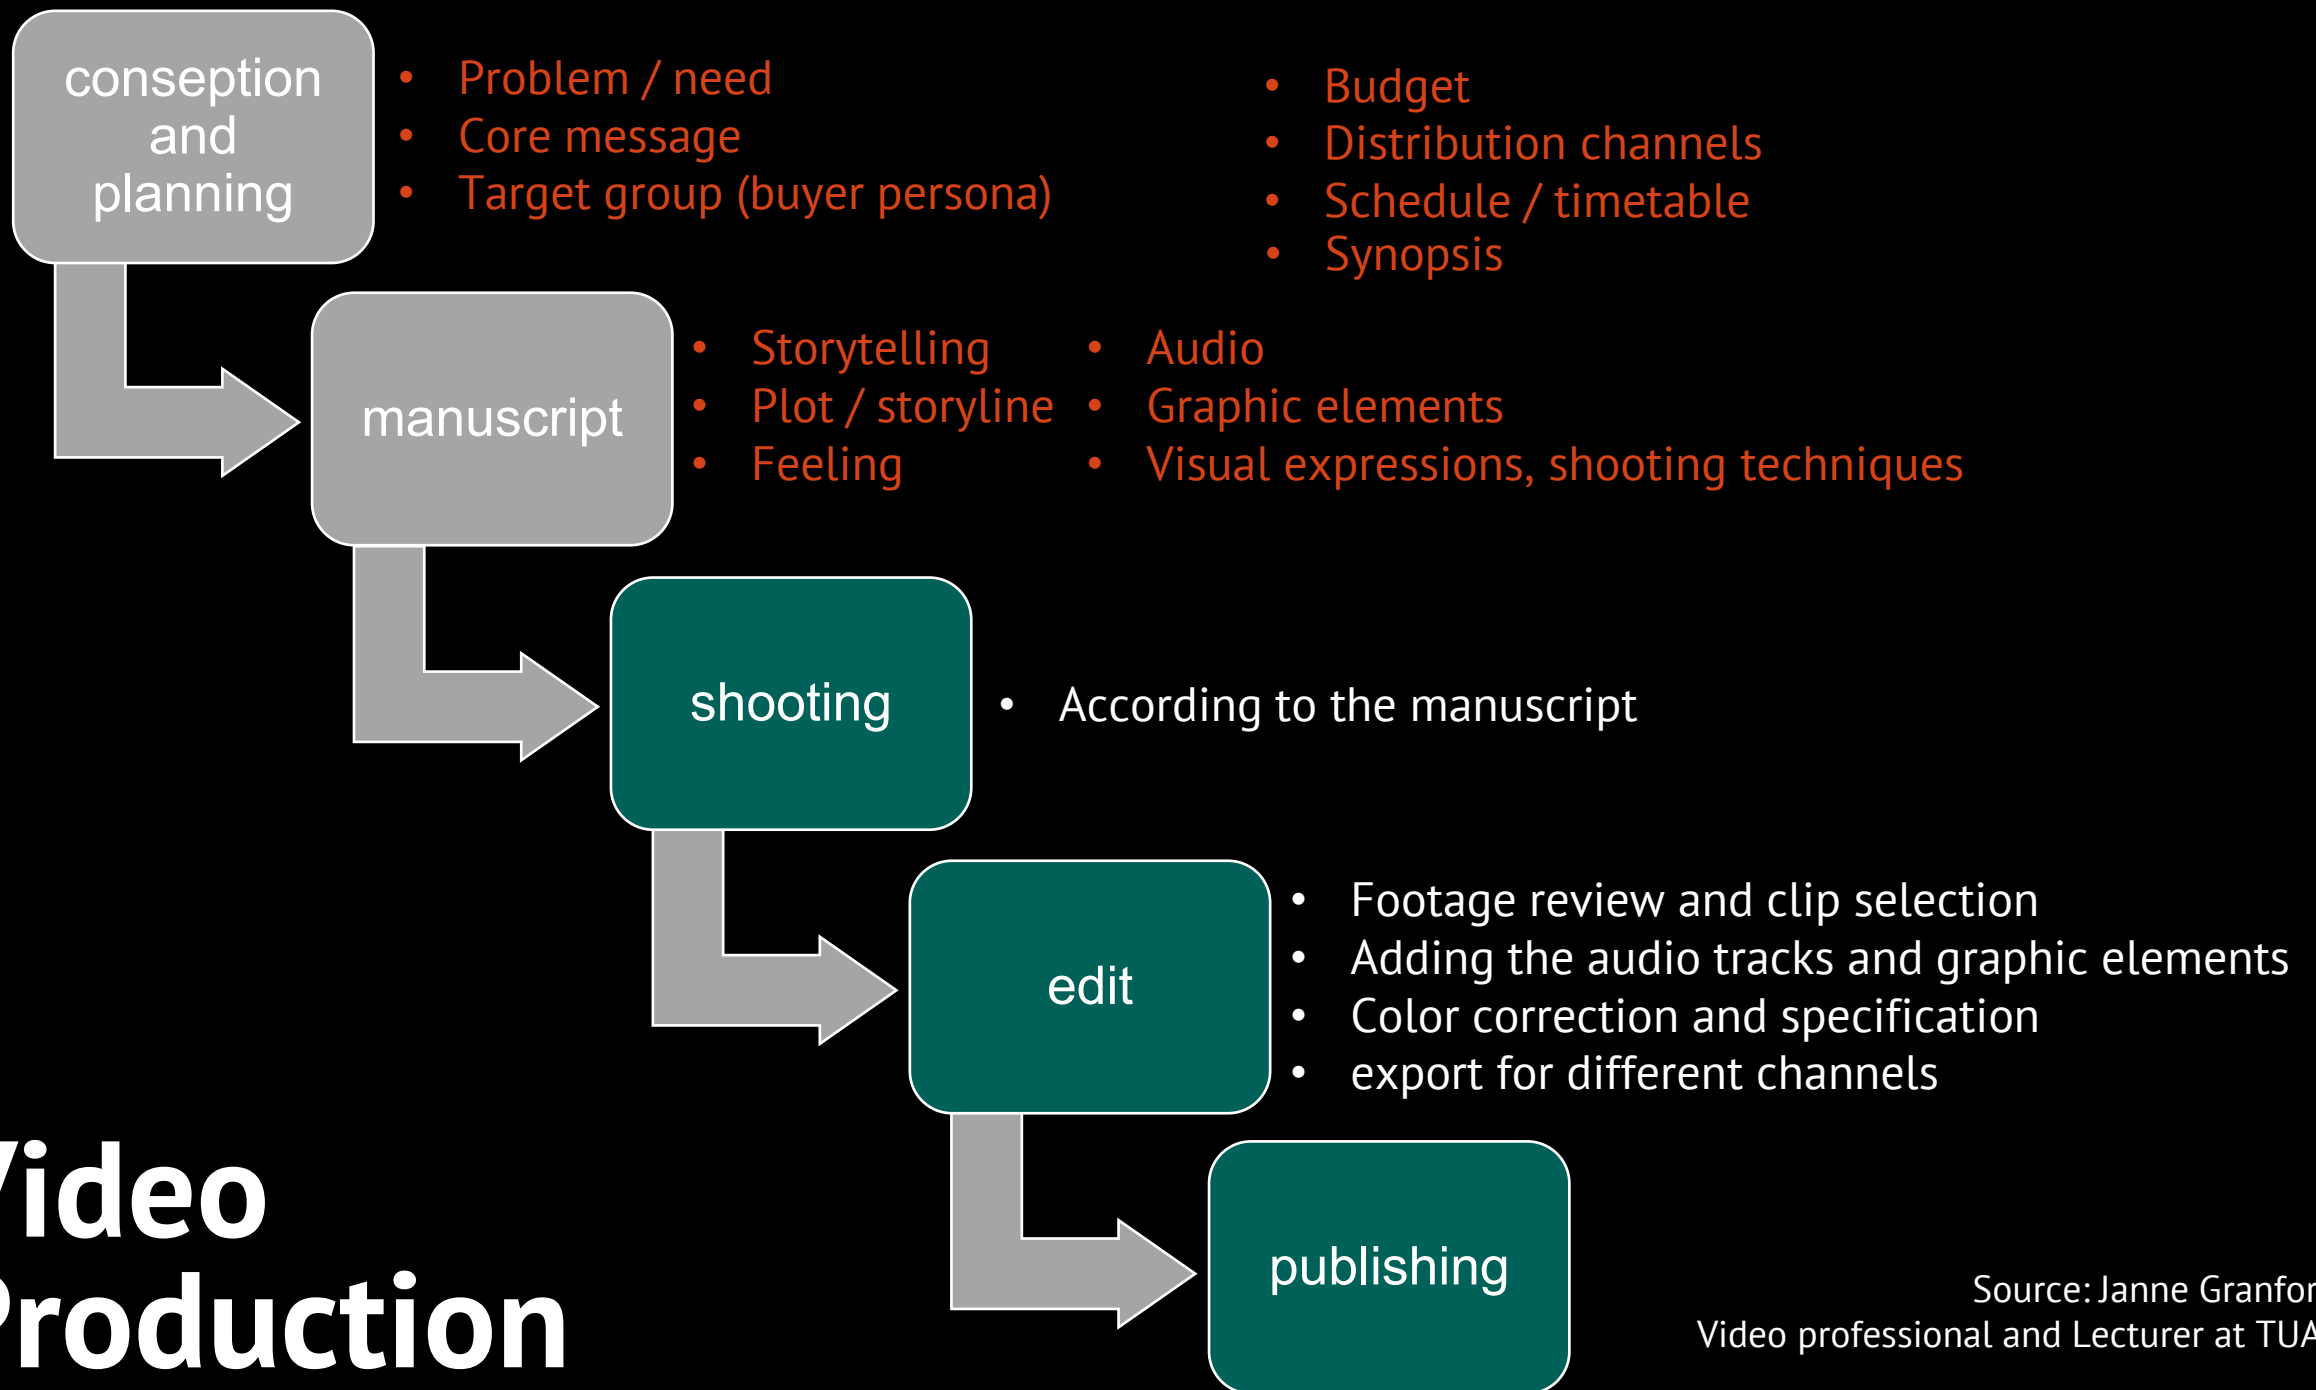 conseption
and
planning
• Problem / need
• Core message
• Target group (buyer persona)
• Budget
• Distribution channels
• Schedule / timetable
• Synopsis
manuscript
• Storytelling
• Plot / storyline
• Feeling
• Audio
• Graphic elements
• Visual expressions, shooting techniques
shooting
• According to the manuscript
edit
• Footage review and clip selection
• Adding the audio tracks and graphic elements
• Color correction and specification
• export for different channels
publishing
Video
Production
Source: Janne Granfor
Video professional and Lecturer at TUA